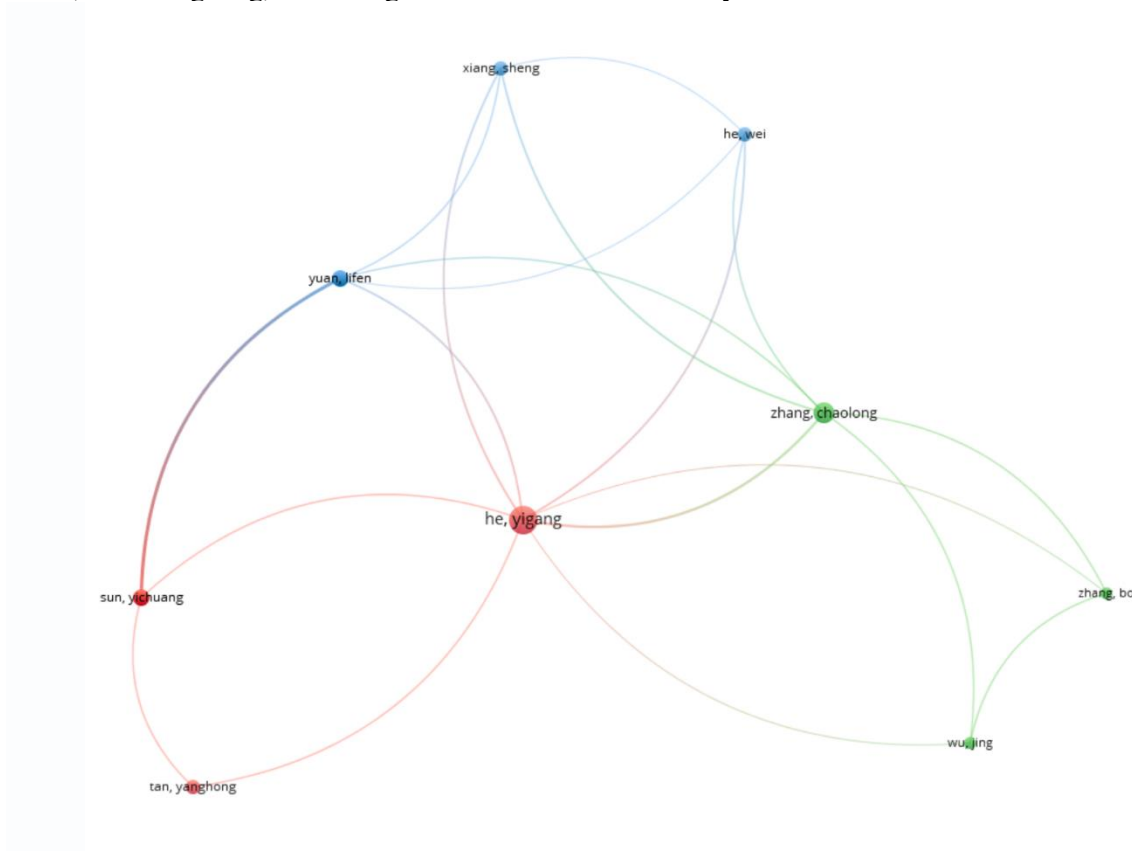 xiang, sheng
he, wei
yuan, lifen
zhang, chaolong
he, yigang
sun, yichuang
zhang, bo
wu, jing
tan, yanghong